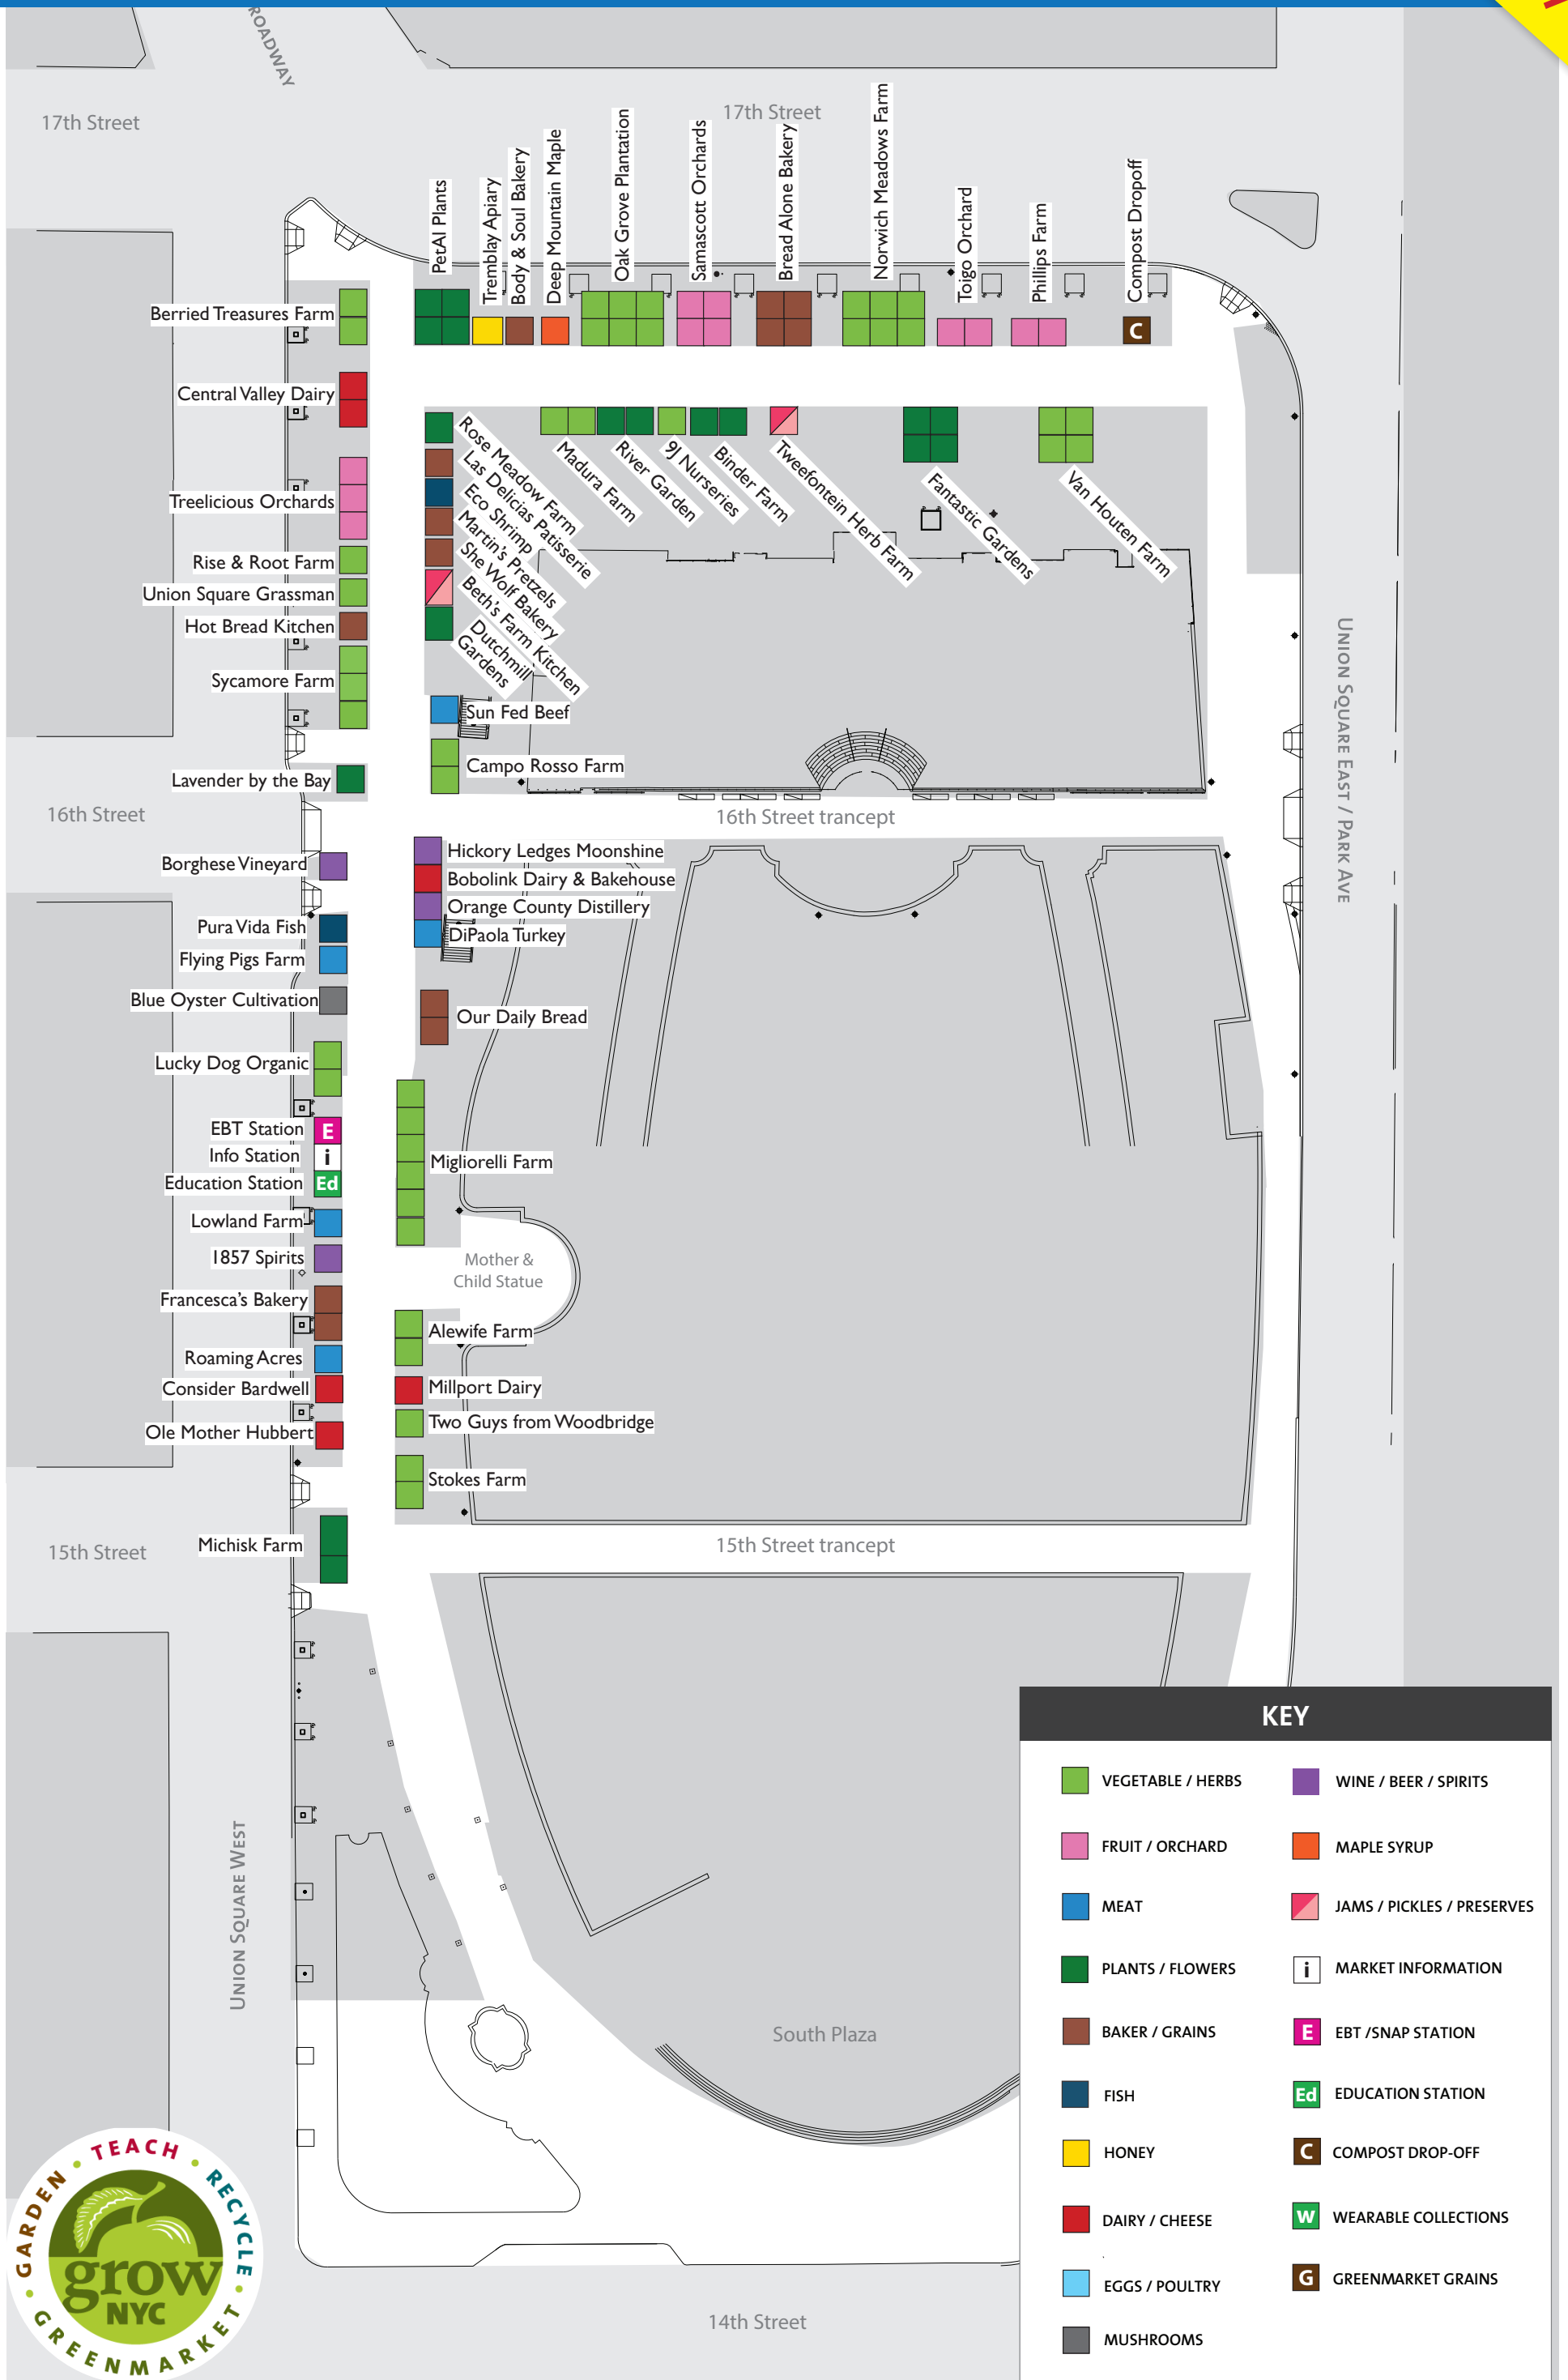 ROADWAY
17th Street
17th Street
PetAl Plants
Tremblay Apiary
Body & Soul Bakery
Deep Mountain Maple
Oak Grove Plantation
Samascott Orchards
Bread Alone Bakery
Norwich Meadows Farm
Toigo Orchard
Phillips Farm
Compost Dropoff
C
Berried Treasures Farm
Central Valley Dairy
Treelicious Orchards
Rise & Root Farm
Union Square Grassman
Hot Bread Kitchen
Sycamore Farm
Lavender by the Bay
Rose Meadow Farm
Las Delicias Patisserie
Eco Shrimp
Martin's Pretzels
She Wolf Bakery
Beth's Farm Kitchen
Dutchmill
Gardens
Madura Farm
River Garden
9J Nurseries
Binder Farm
Tweefontein Herb Farm
Fantastic Gardens
Van Houten Farm
Sun Fed Beef
Campo Rosso Farm
UNION SQUARE EAST / PARK AVE
16th Street
16th Street trancept
Borghese Vineyard
Pura Vida Fish
Flying Pigs Farm
Blue Oyster Cultivation
Lucky Dog Organic
EBT Station
E
Info Station
i
Education Station
Ed
Lowland Farm
1857 Spirits
Francesca's Bakery
Roaming Acres
Consider Bardwell
Ole Mother Hubbert
Hickory Ledges Moonshine
Bobolink Dairy & Bakehouse
Orange County Distillery
DiPaola Turkey
Our Daily Bread
Migliorelli Farm
Mother &
Child Statue
Alewife Farm
Millport Dairy
Two Guys from Woodbridge
Stokes Farm
15th Street
Michisk Farm
15th Street trancept
UNION SQUARE WEST
South Plaza
14th Street
KEY
VEGETABLE / HERBS
FRUIT / ORCHARD
MEAT
PLANTS / FLOWERS
BAKER / GRAINS
FISH
HONEY
DAIRY / CHEESE
EGGS / POULTRY
MUSHROOMS
WINE / BEER / SPIRITS
MAPLE SYRUP
JAMS / PICKLES / PRESERVES
i MARKET INFORMATION
E EBT /SNAP STATION
Ed EDUCATION STATION
C COMPOST DROP-OFF
W WEARABLE COLLECTIONS
G GREENMARKET GRAINS
GARDEN • TEACH • RECYCLE • GREENMARKET •
grow
NYC